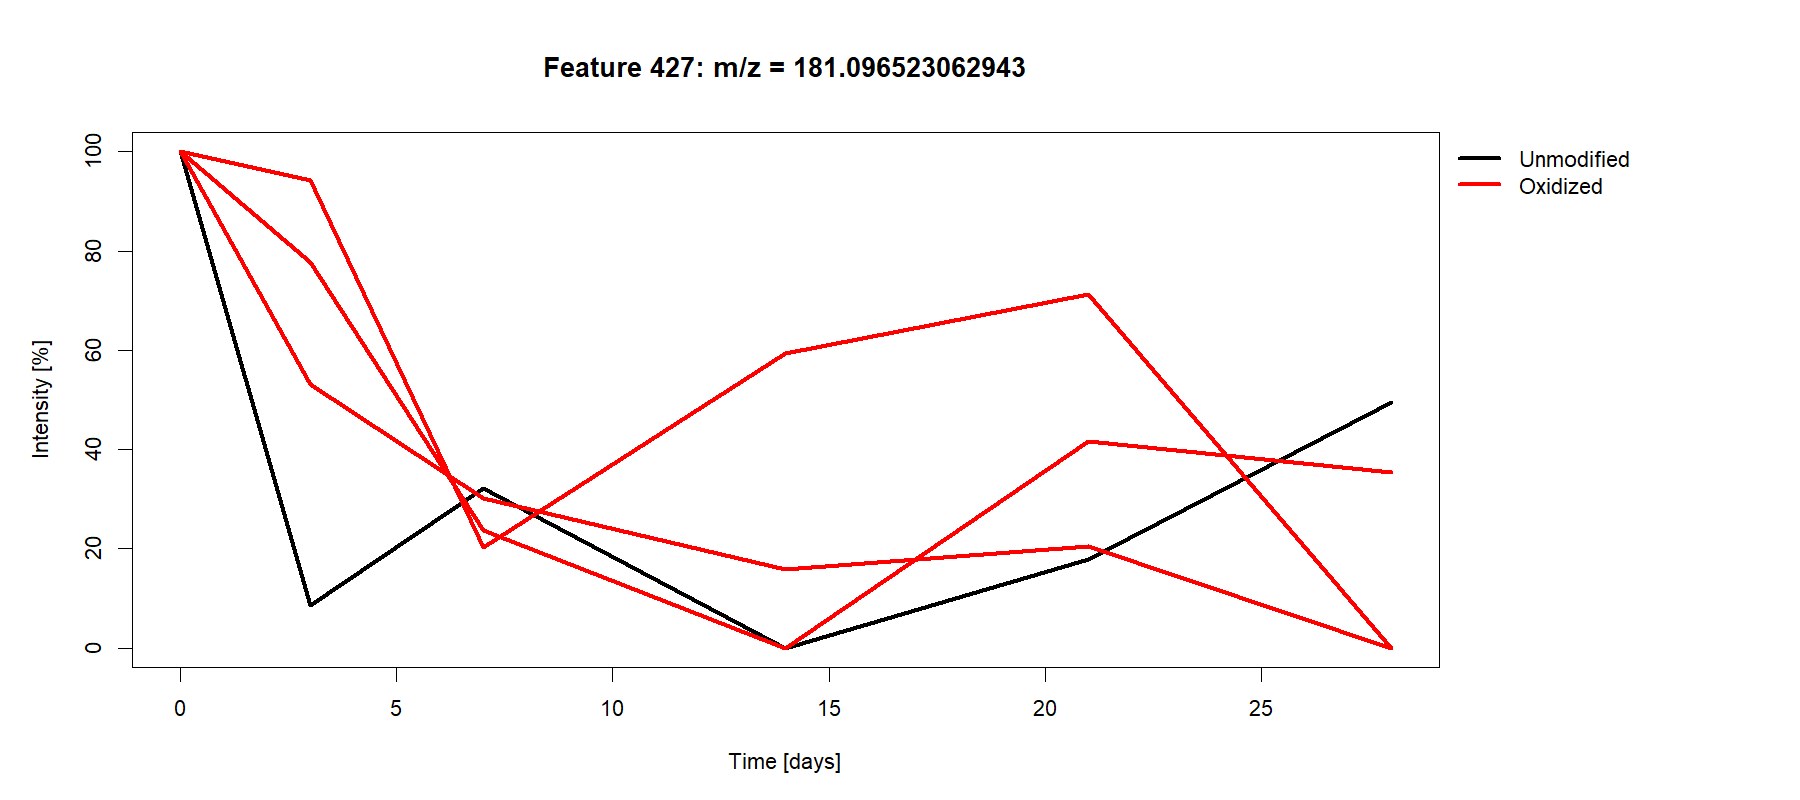 Feature 427: m/z = 181.096523062943
Unmodified
Oxidized
Intensity [%]
100
80
60
40
20
0
0 5 10 15 20 25
Time [days]